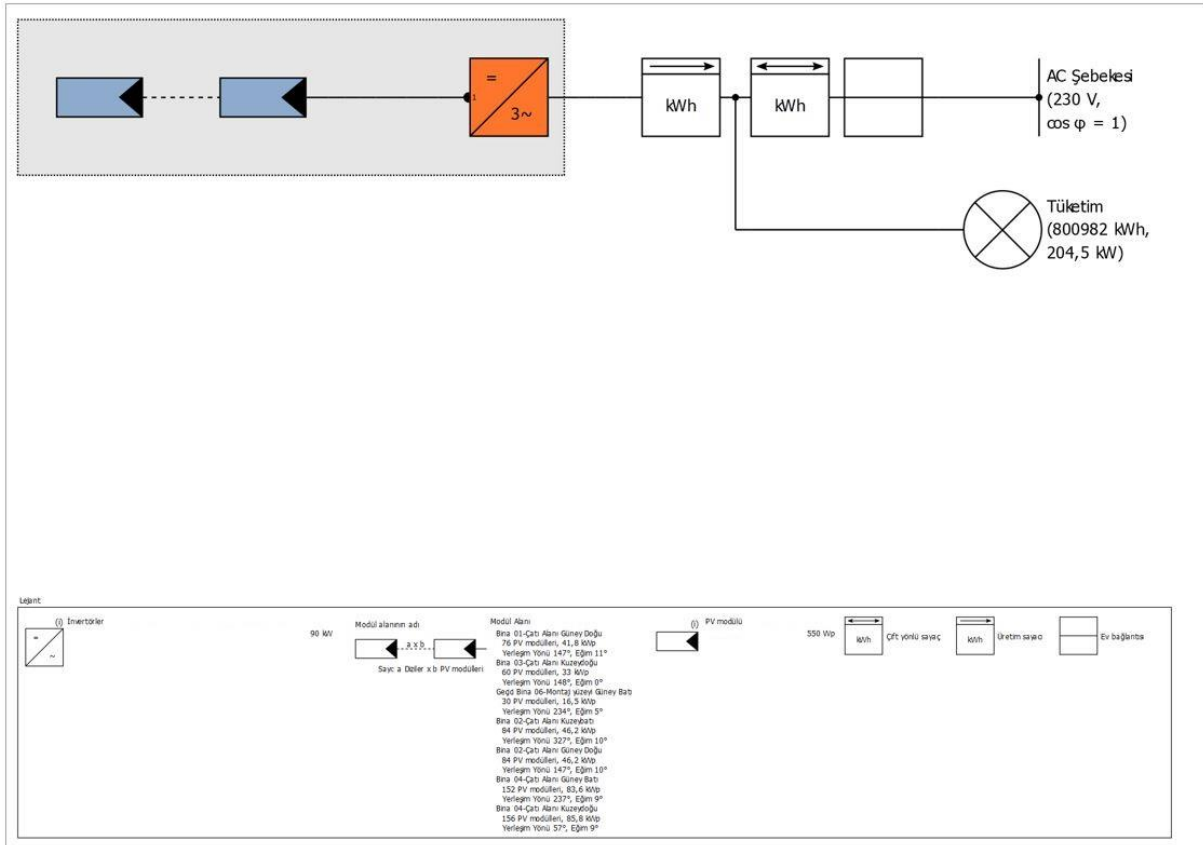 =
3~
1
kWh
kWh
AC Şebekesi
(230 V,
cos φ = 1)
Tüketim
(800982 kWh,
204,5 kW)
Lejant
=
~
(i) İnvertörler
90 kW
Modül alanının adı
a x b
Sayc a Diziler x b PV modülleri
Modül Alanı
Bina 01-Çatı Alanı Güney Doğu
76 PV modülleri, 41,8 kWp
Yerleşim Yönü 147°, Eğim 11°
Bina 03-Çatı Alanı Kuzeydoğu
60 PV modülleri, 33 kWp
Yerleşim Yönü 148°, Eğim 0°
Bina 06-Montaj yüzeyi Güney Batı
30 PV modülleri, 16,5 kWp
Yerleşim Yönü 234°, Eğim 5°
Bina 02-Çatı Alanı Kuzeybatı
84 PV modülleri, 46,2 kWp
Yerleşim Yönü 327°, Eğim 10°
Bina 02-Çatı Alanı Güney Doğu
84 PV modülleri, 46,2 kWp
Yerleşim Yönü 147°, Eğim 10°
Bina 04-Çatı Alanı Güney Batı
152 PV modülleri, 83,6 kWp
Yerleşim Yönü 237°, Eğim 9°
Bina 04-Çatı Alanı Kuzeydoğu
156 PV modülleri, 85,8 kWp
Yerleşim Yönü 57°, Eğim 9°
(i) PV modülü
550 Wp
kWh
Çift yönlü sayaç
kWh
Üretim sayacı
Ev bağlantısı